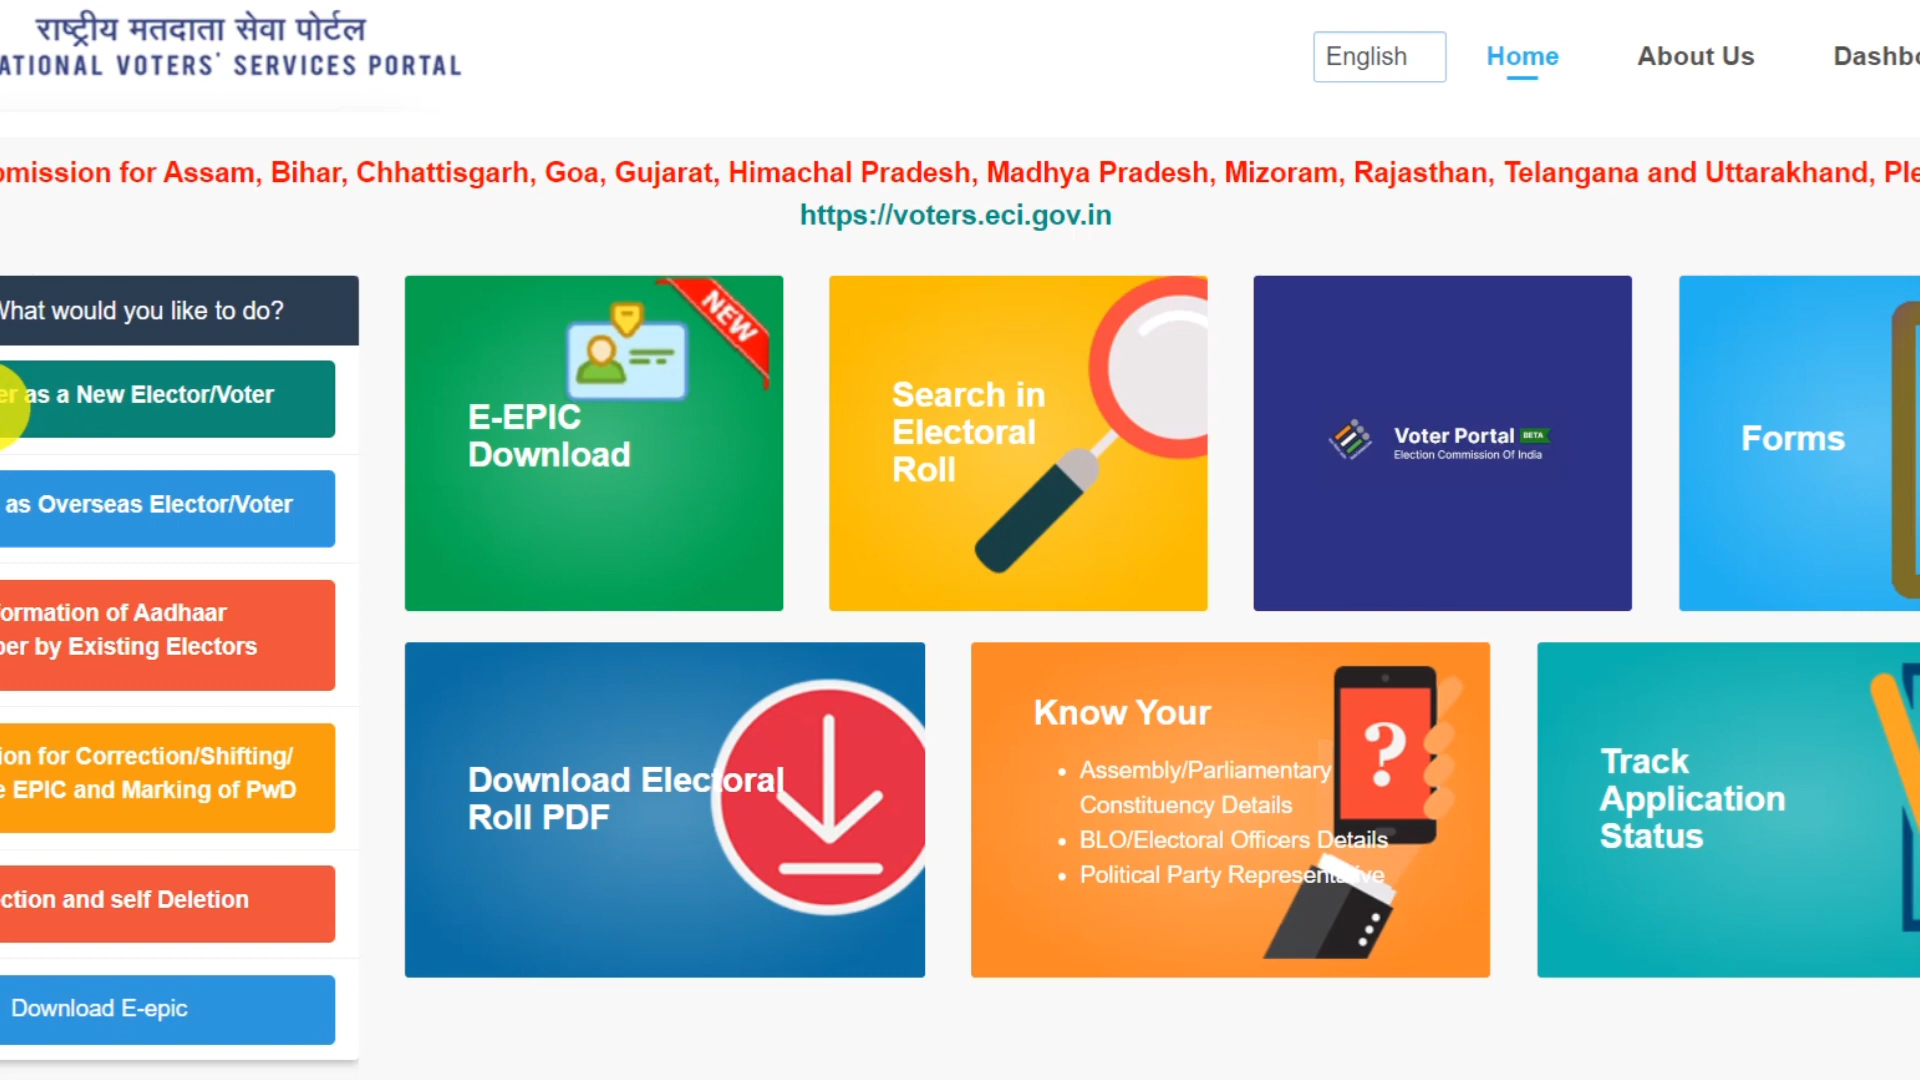 राष्ट्रीय मतदाता सेवा पोर्टल
ATIONAL VOTERS' SERVICES PORTAL
English
Home
About Us
Dashbo
mission for Assam, Bihar, Chhattisgarh, Goa, Gujarat, Himachal Pradesh, Madhya Pradesh, Mizoram, Rajasthan, Telangana and Uttarakhand, Ple
https://voters.eci.gov.in
What would you like to do?
er as a New Elector/Voter
as Overseas Elector/Voter
ormation of Aadhaar
ber by Existing Electors
ion for Correction/Shifting/
e EPIC and Marking of PwD
ction and self Deletion
Download E-epic
NEW
E-EPIC
Download
Search in
Electoral
Roll
Voter Portal BETA
Election Commission Of India
Forms
Download Electoral
Roll PDF
Know Your
• Assembly/Parliamentary
Constituency Details
• BLO/Electoral Officers Details
• Political Party Representative
?
Track
Application
Status